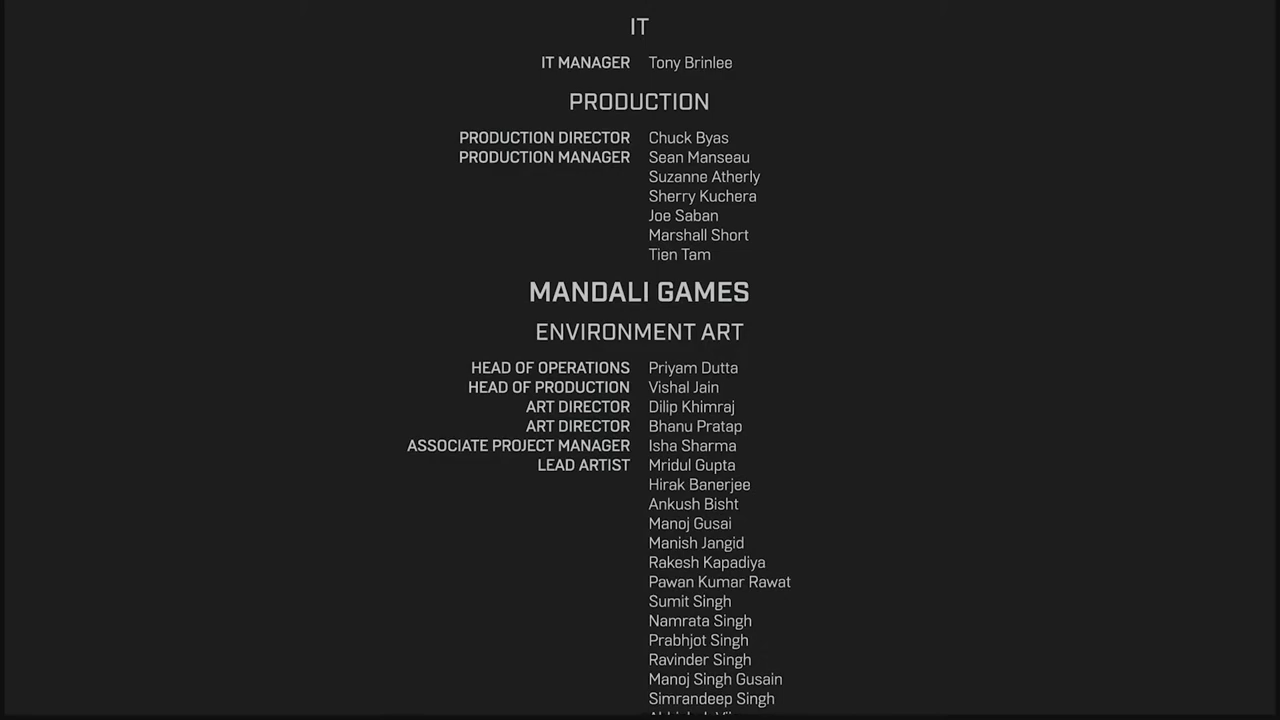 IT
IT MANAGER Tony Brinlee
PRODUCTION
PRODUCTION DIRECTOR Chuck Byas
PRODUCTION MANAGER Sean Manseau
Suzanne Atherly
Sherry Kuchera
Joe Saban
Marshall Short
Tien Tam
MANDALI GAMES
ENVIRONMENT ART
HEAD OF OPERATIONS Priyam Dutta
HEAD OF PRODUCTION Vishal Jain
ART DIRECTOR Dilip Khimraj
ART DIRECTOR Bhanu Pratap
ASSOCIATE PROJECT MANAGER Isha Sharma
LEAD ARTIST Mridul Gupta
Hirak Banerjee
Ankush Bisht
Manoj Gusai
Manish Jangid
Rakesh Kapadiya
Pawan Kumar Rawat
Sumit Singh
Namrata Singh
Prabhjot Singh
Ravinder Singh
Manoj Singh Gusain
Simrandeep Singh